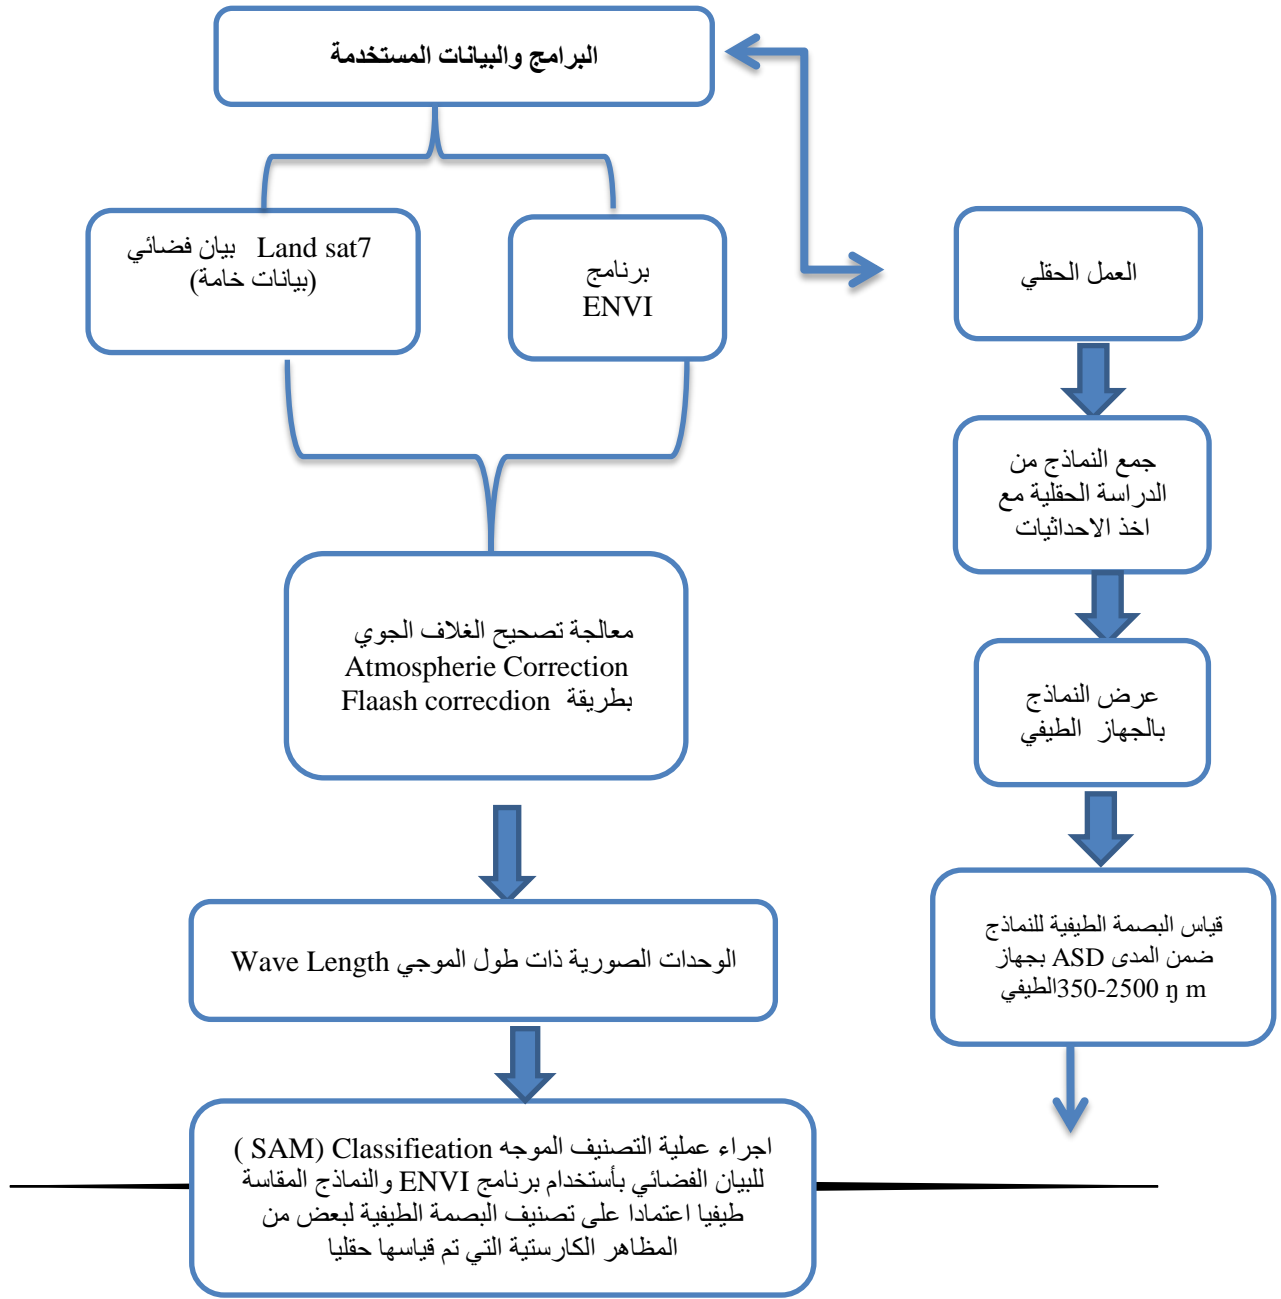 البرامج والبيانات المستخدمة
Land sat7 بيان فضائي
(بيانات خامة)
برنامج
ENVI
معالجة تصحيح الغلاف الجوي
Atmospherie Correction
بطريقة Flaash correcdion
الوحدات الصورية ذات طول الموجي Wave Length
اجراء عملية التصنيف الموجه SAM) Classifieation )
للبيان الفضائي بأستخدام برنامج ENVI والنماذج المقاسة
طيفيا اعتمادا على تصنيف البصمة الطيفية لبعض من
المظاهر الكارستية التي تم قياسها حقليا
العمل الحقلي
جمع النماذج من
الدراسة الحقلية مع
اخذ الاحداثيات
عرض النماذج
بالجهاز الطيفي
قياس البصمة الطيفية للنماذج
ضمن المدى ASD بجهاز
350-2500 ŋ mالطيفي